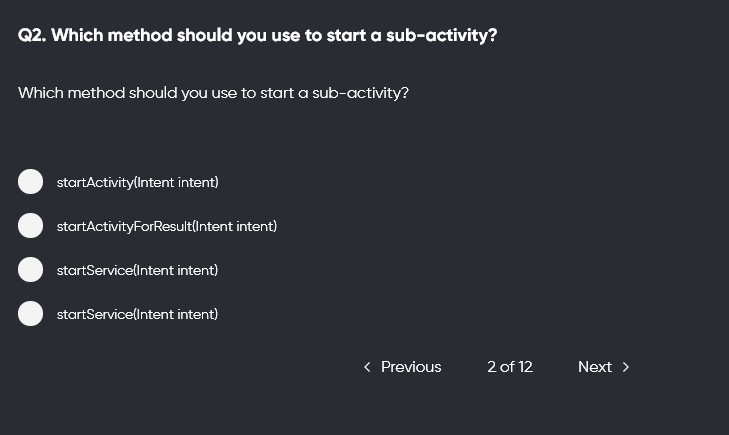 Q2. Which method should you use to start a sub-activity?
Which method should you use to start a sub-activity?
startActivity(Intent intent)
startActivityForResult(Intent intent)
startService(Intent intent)
startService(Intent intent)
< Previous 2 of 12 Next >